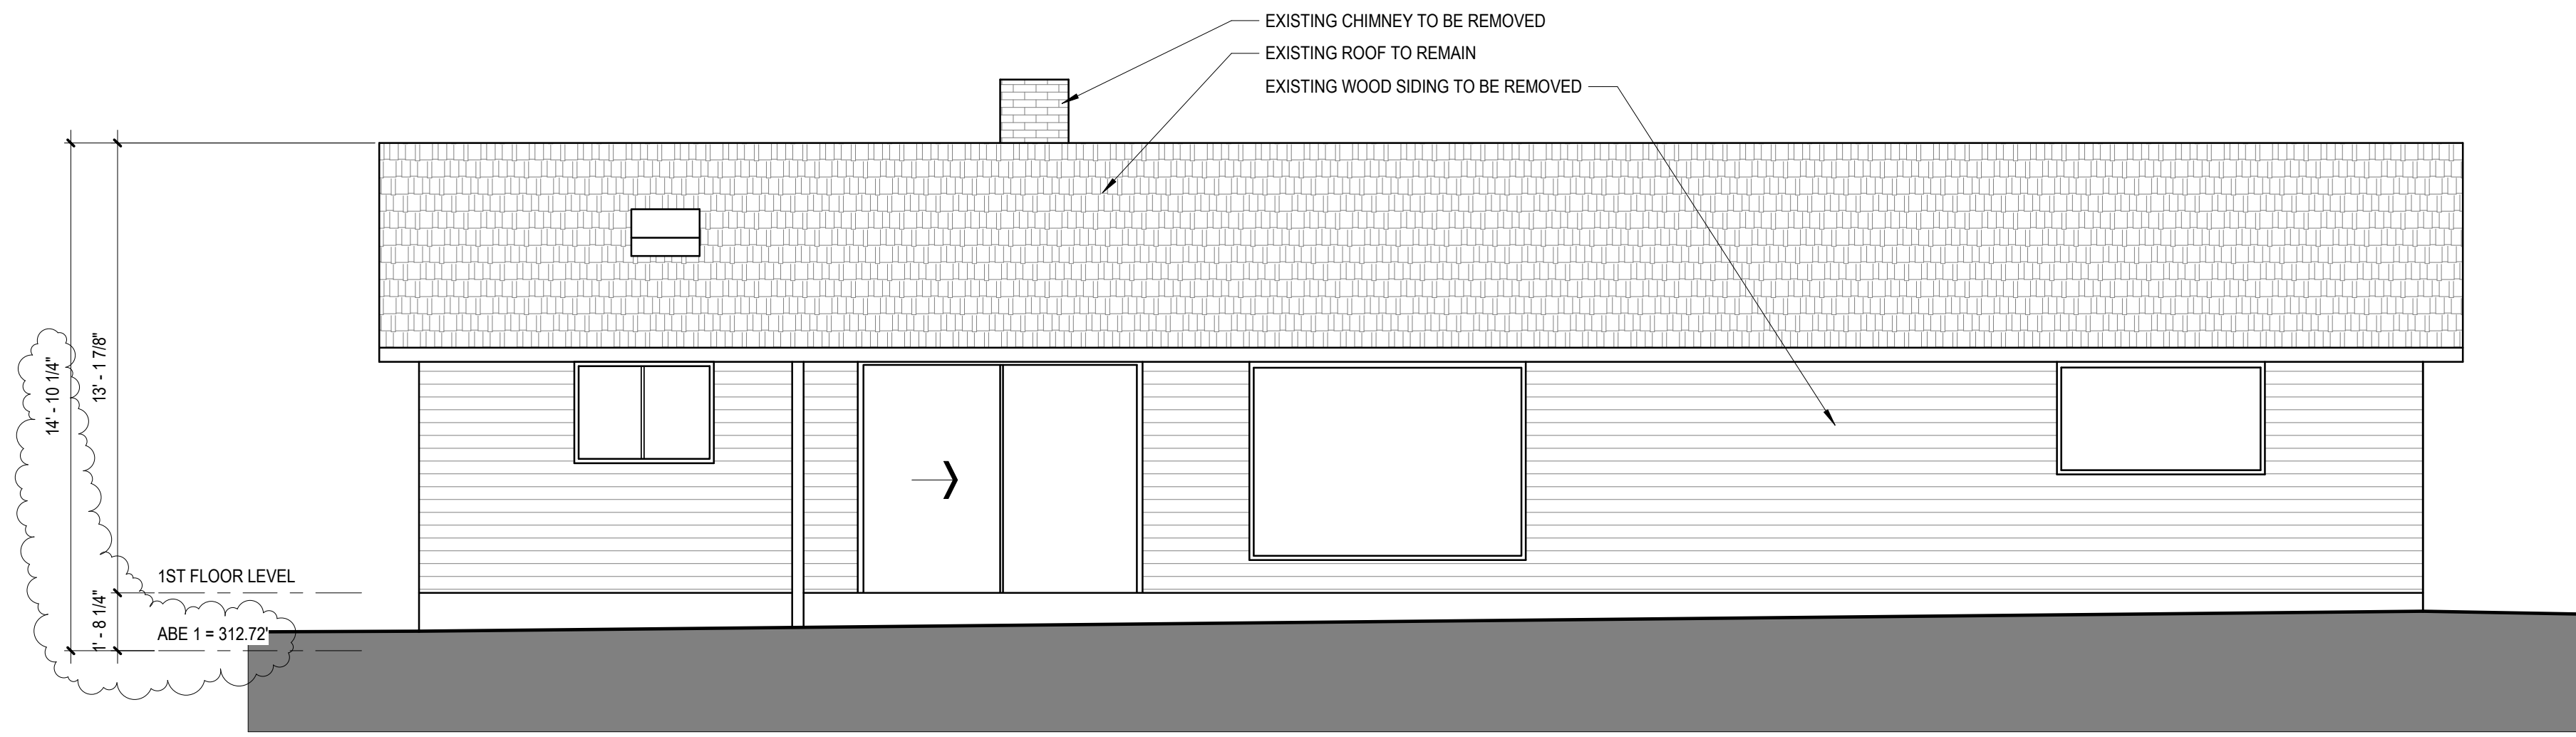 EXISTING CHIMNEY TO BE REMOVED
EXISTING ROOF TO REMAIN
EXISTING WOOD SIDING TO BE REMOVED
14' - 10 1/4"
13' - 1 7/8"
1ST FLOOR LEVEL
1' - 8 1/4"
ABE 1 = 312.72'